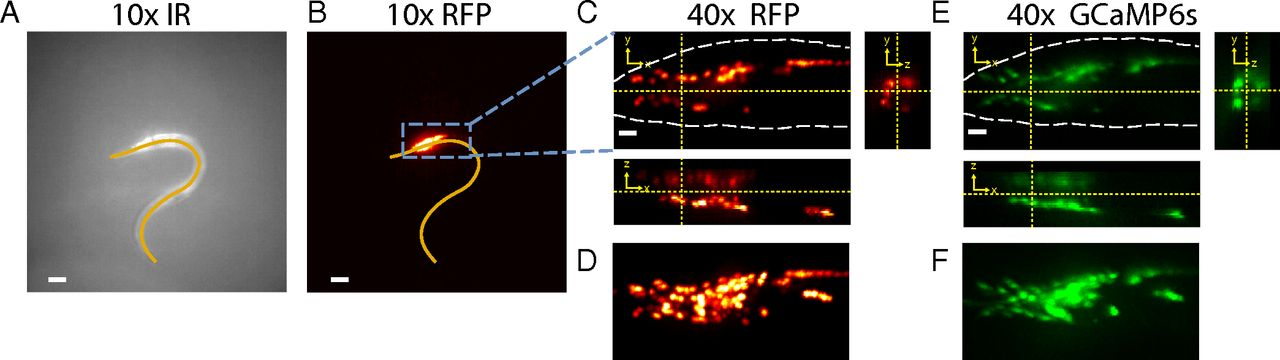 A
10x IR
B
10x RFP
C
40x RFP
y
x
z
x
y
z
D
E
40x GCaMP6s
y
x
z
x
y
z
F